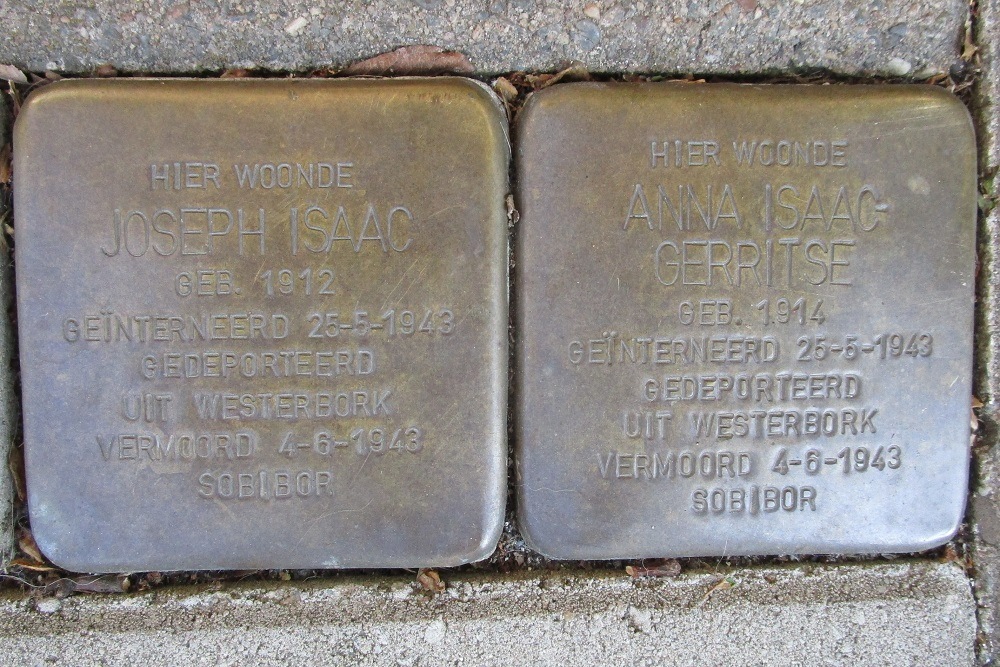 HIER WOONDE
JOSEPH ISAAC
GEB. 1912
GEÏNTERNEERD 25-5-1943
GEDEPORTEERD
UIT WESTERBORK
VERMOORD 4-6-1943
SOBIBOR
HIER WOONDE
ANNA ISAAC-
GERRITSE
GEB. 1914
GEÏNTERNEERD 25-5-1943
GEDEPORTEERD
UIT WESTERBORK
VERMOORD 4-6-1943
SOBIBOR